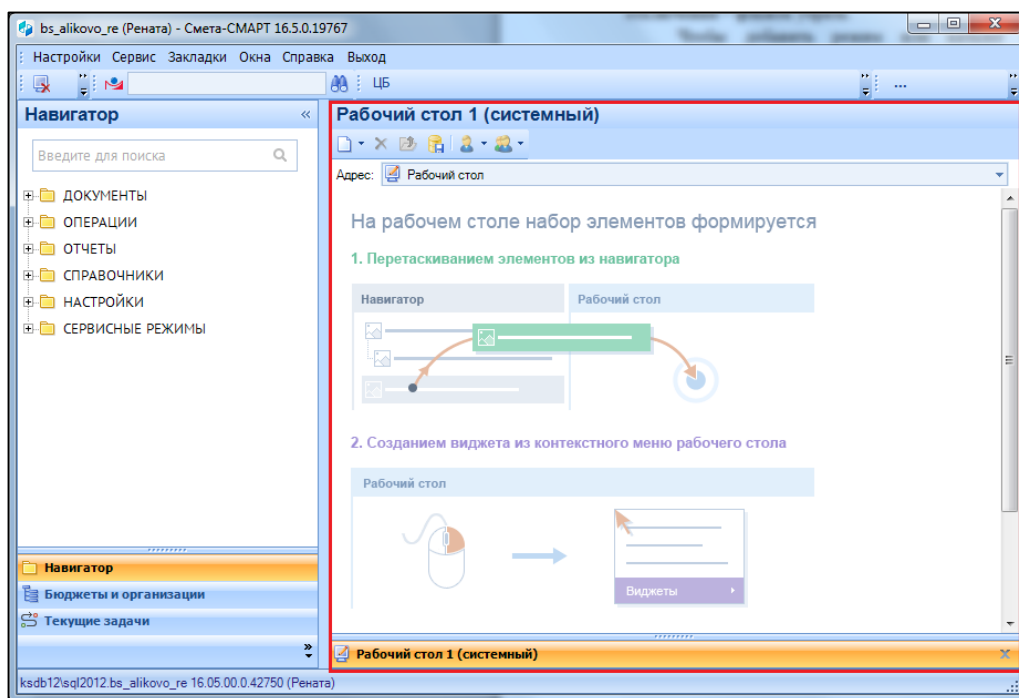 bs_alikovo_re (Рената) - Смета-СМАРТ 16.5.0.19767
Чтобы добавить режим или
Настройки Сервис Закладки Окна Справка Выход
ЦБ
...
Навигатор «
Введите для поиска
ДОКУМЕНТЫ
ОПЕРАЦИИ
ОТЧЕТЫ
СПРАВОЧНИКИ
НАСТРОЙКИ
СЕРВИСНЫЕ РЕЖИМЫ
Навигатор
Бюджеты и организации
Текущие задачи
Рабочий стол 1 (системный)
Адрес: Рабочий стол
На рабочем столе набор элементов формируется
1. Перетаскиванием элементов из навигатора
Навигатор Рабочий стол
2. Созданием виджета из контекстного меню рабочего стола
Рабочий стол
Виджеты
Рабочий стол 1 (системный)
ksdb12\sql2012.bs_alikovo_re 16.05.00.0.42750 (Рената)